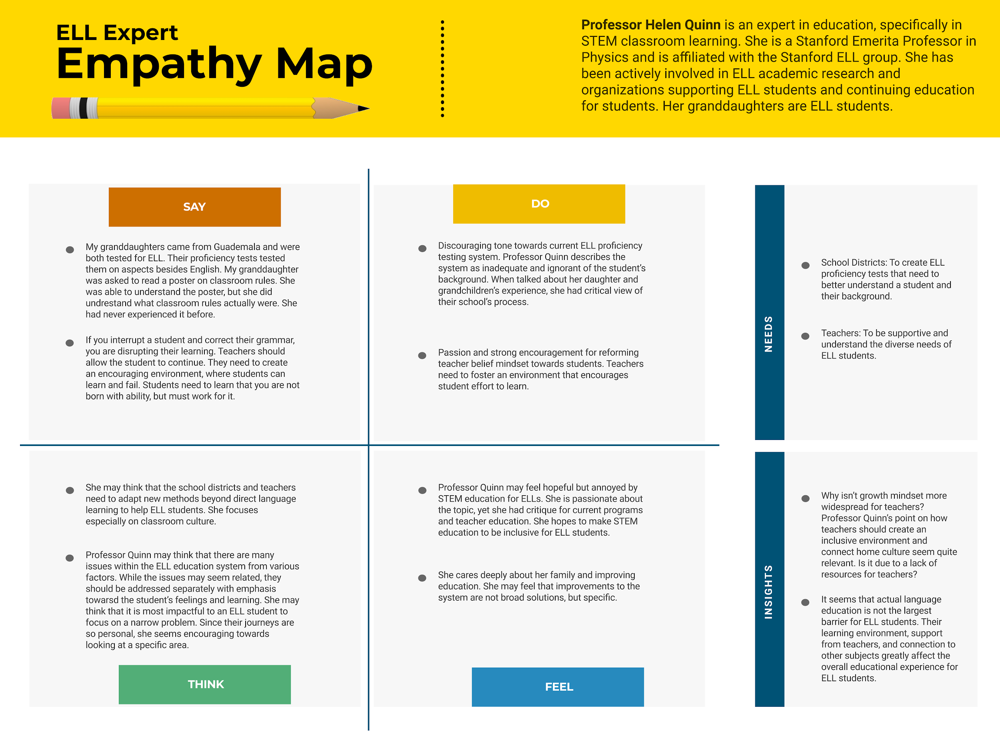 ELL Expert
Empathy Map
Professor Helen Quinn is an expert in education, specifically in
STEM classroom learning. She is a Stanford Emerita Professor in
Physics and is affiliated with the Stanford ELL group. She has
been actively involved in ELL academic research and
organizations supporting ELL students and continuing education
for students. Her granddaughters are ELL students.
SAY
My granddaughters came from Guademala and were
both tested for ELL. Their proficiency tests tested
them on aspects besides English. My granddaughter
was asked to read a poster on classroom rules. She
was able to understand the poster, but she did
undrestand what classroom rules actually were. She
had never experienced it before.
If you interrupt a student and correct their grammar,
you are disrupting their learning. Teachers should
allow the student to continue. They need to create
an encouraging environment, where students can
learn and fail. Students need to learn that you are not
born with ability, but must work for it.
DO
Discouraging tone towards current ELL proficiency
testing system. Professor Quinn describes the
system as inadequate and ignorant of the student's
background. When talked about her daughter and
grandchildren's experience, she had critical view of
their school's process.
Passion and strong encouragement for reforming
teacher belief mindset towards students. Teachers
need to foster an environment that encourages
student effort to learn.
NEEDS
School Districts: To create ELL
proficiency tests that need to
better understand a student and
their background.
Teachers: To be supportive and
understand the diverse needs of
ELL students.
She may think that the school districts and teachers
need to adapt new methods beyond direct language
learning to help ELL students. She focuses
especially on classroom culture.
Professor Quinn may think that there are many
issues within the ELL education system from various
factors. While the issues may seem related, they
should be addressed separately with emphasis
towarsd the student's feelings and learning. She may
think that it is most impactful to an ELL student to
focus on a narrow problem. Since their journeys are
so personal, she seems encouraging towards
looking at a specific area.
THINK
Professor Quinn may feel hopeful but annoyed by
STEM education for ELLs. She is passionate about
the topic, yet she had critique for current programs
and teacher education. She hopes to make STEM
education to be inclusive for ELL students.
She cares deeply about her family and improving
education. She may feel that improvements to the
system are not broad solutions, but specific.
FEEL
INSIGHTS
Why isn't growth mindset more
widespread for teachers?
Professor Quinn's point on how
teachers should create an
inclusive environment and
connect home culture seem quite
relevant. Is it due to a lack of
resources for teachers?
It seems that actual language
education is not the largest
barrier for ELL students. Their
learning environment, support
from teachers, and connection to
other subjects greatly affect the
overall educational experience for
ELL students.